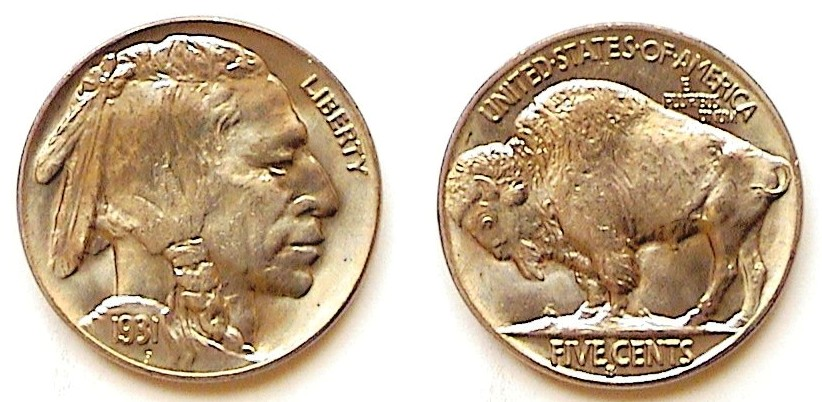 LIBERTY
1931
F
UNITED·STATES·OF·AMERICA
E
PLURIBUS
UNUM
FIVE CENTS
S